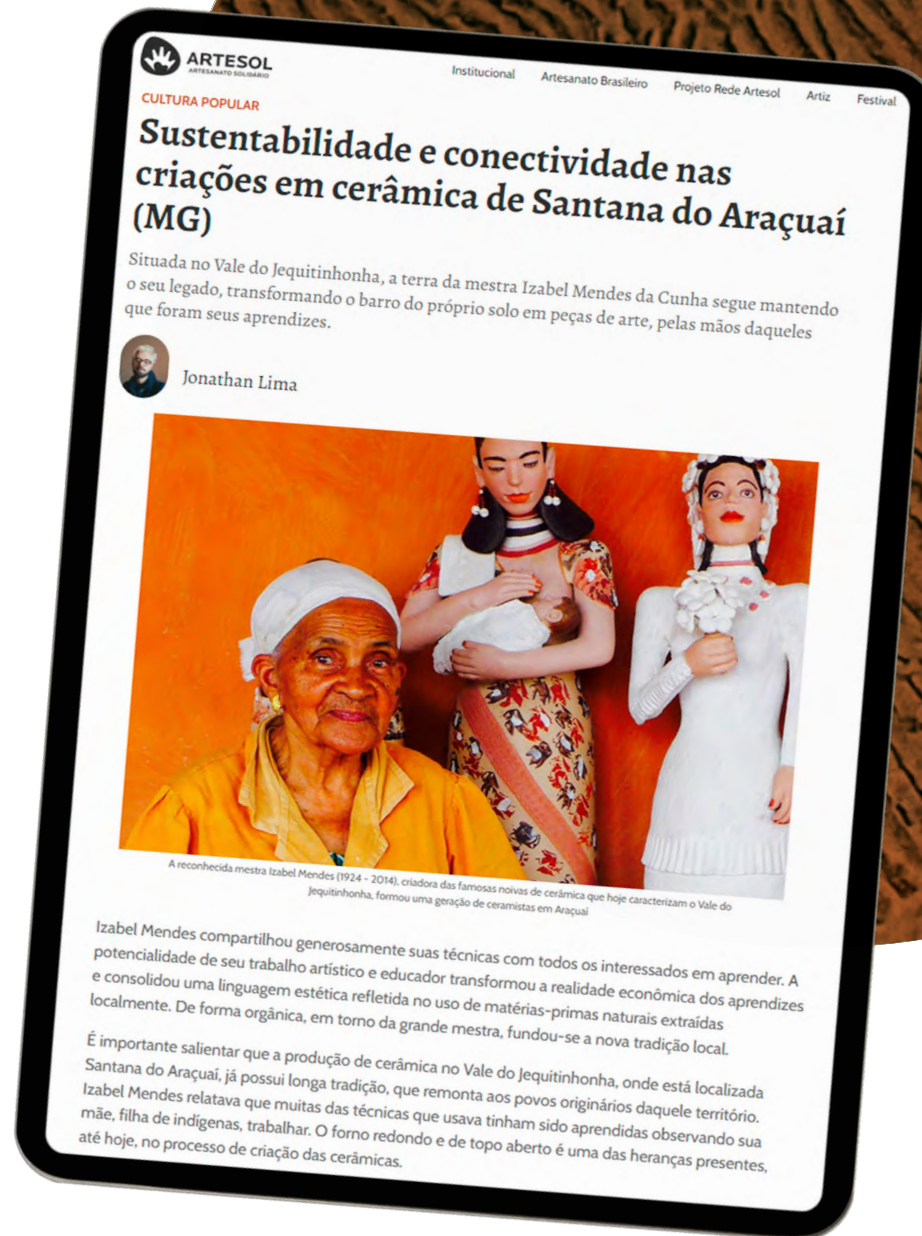 ARTESOL
ARTESANATO SOLIDÁRIO
Institucional Artesanato Brasileiro Projeto Rede Artesol Artiz Festival
CULTURA POPULAR
Sustentabilidade e conectividade nas
criações em cerâmica de Santana do Araçuaí
(MG)
Situada no Vale do Jequitinhonha, a terra da mestra Izabel Mendes da Cunha segue mantendo
o seu legado, transformando o barro do próprio solo em peças de arte, pelas mãos daqueles
que foram seus aprendizes.
Jonathan Lima
A reconhecida mestra Izabel Mendes (1924 - 2014), criadora das famosas noivas de cerâmica que hoje caracterizam o Vale do
Jequitinhonha, formou uma geração de ceramistas em Araçuaí
Izabel Mendes compartilhou generosamente suas técnicas com todos os interessados em aprender. A
potencialidade de seu trabalho artístico e educador transformou a realidade econômica dos aprendizes
e consolidou uma linguagem estética refletida no uso de matérias-primas naturais extraídas
localmente. De forma orgânica, em torno da grande mestra, fundou-se a nova tradição local.
É importante salientar que a produção de cerâmica no Vale do Jequitinhonha, onde está localizada
Santana do Araçuaí, já possui longa tradição, que remonta aos povos originários daquele território.
Izabel Mendes relatava que muitas das técnicas que usava tinham sido aprendidas observando sua
mãe, filha de indígenas, trabalhar. O forno redondo e de topo aberto é uma das heranças presentes,
até hoje, no processo de criação das cerâmicas.